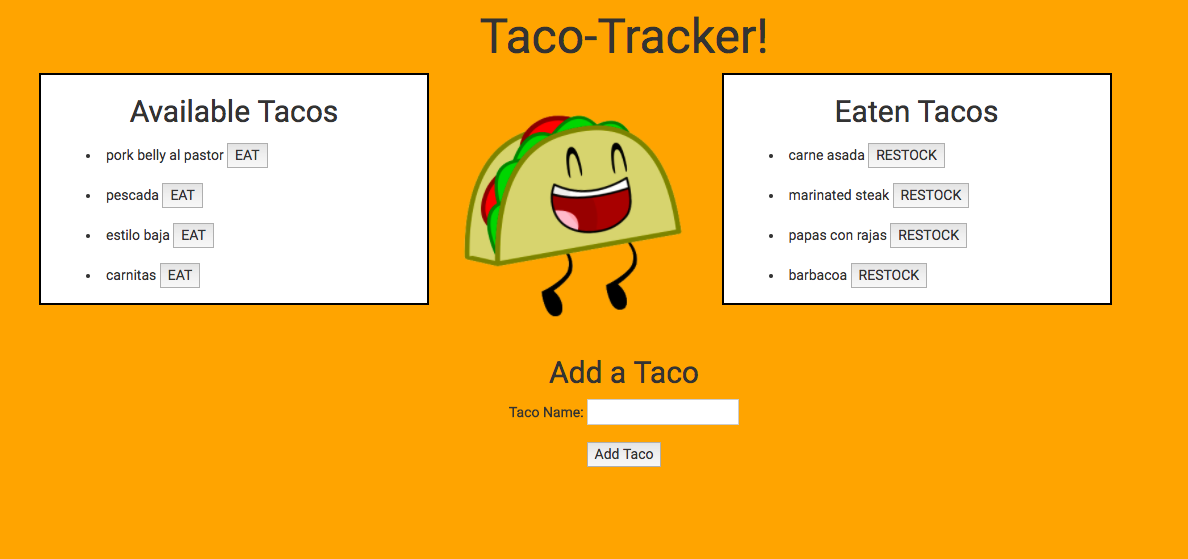 Taco-Tracker!
Available Tacos
pork belly al pastor EAT
pescada EAT
estilo baja EAT
carnitas EAT
Eaten Tacos
carne asada RESTOCK
marinated steak RESTOCK
papas con rajas RESTOCK
barbacoa RESTOCK
Add a Taco
Taco Name:
Add Taco